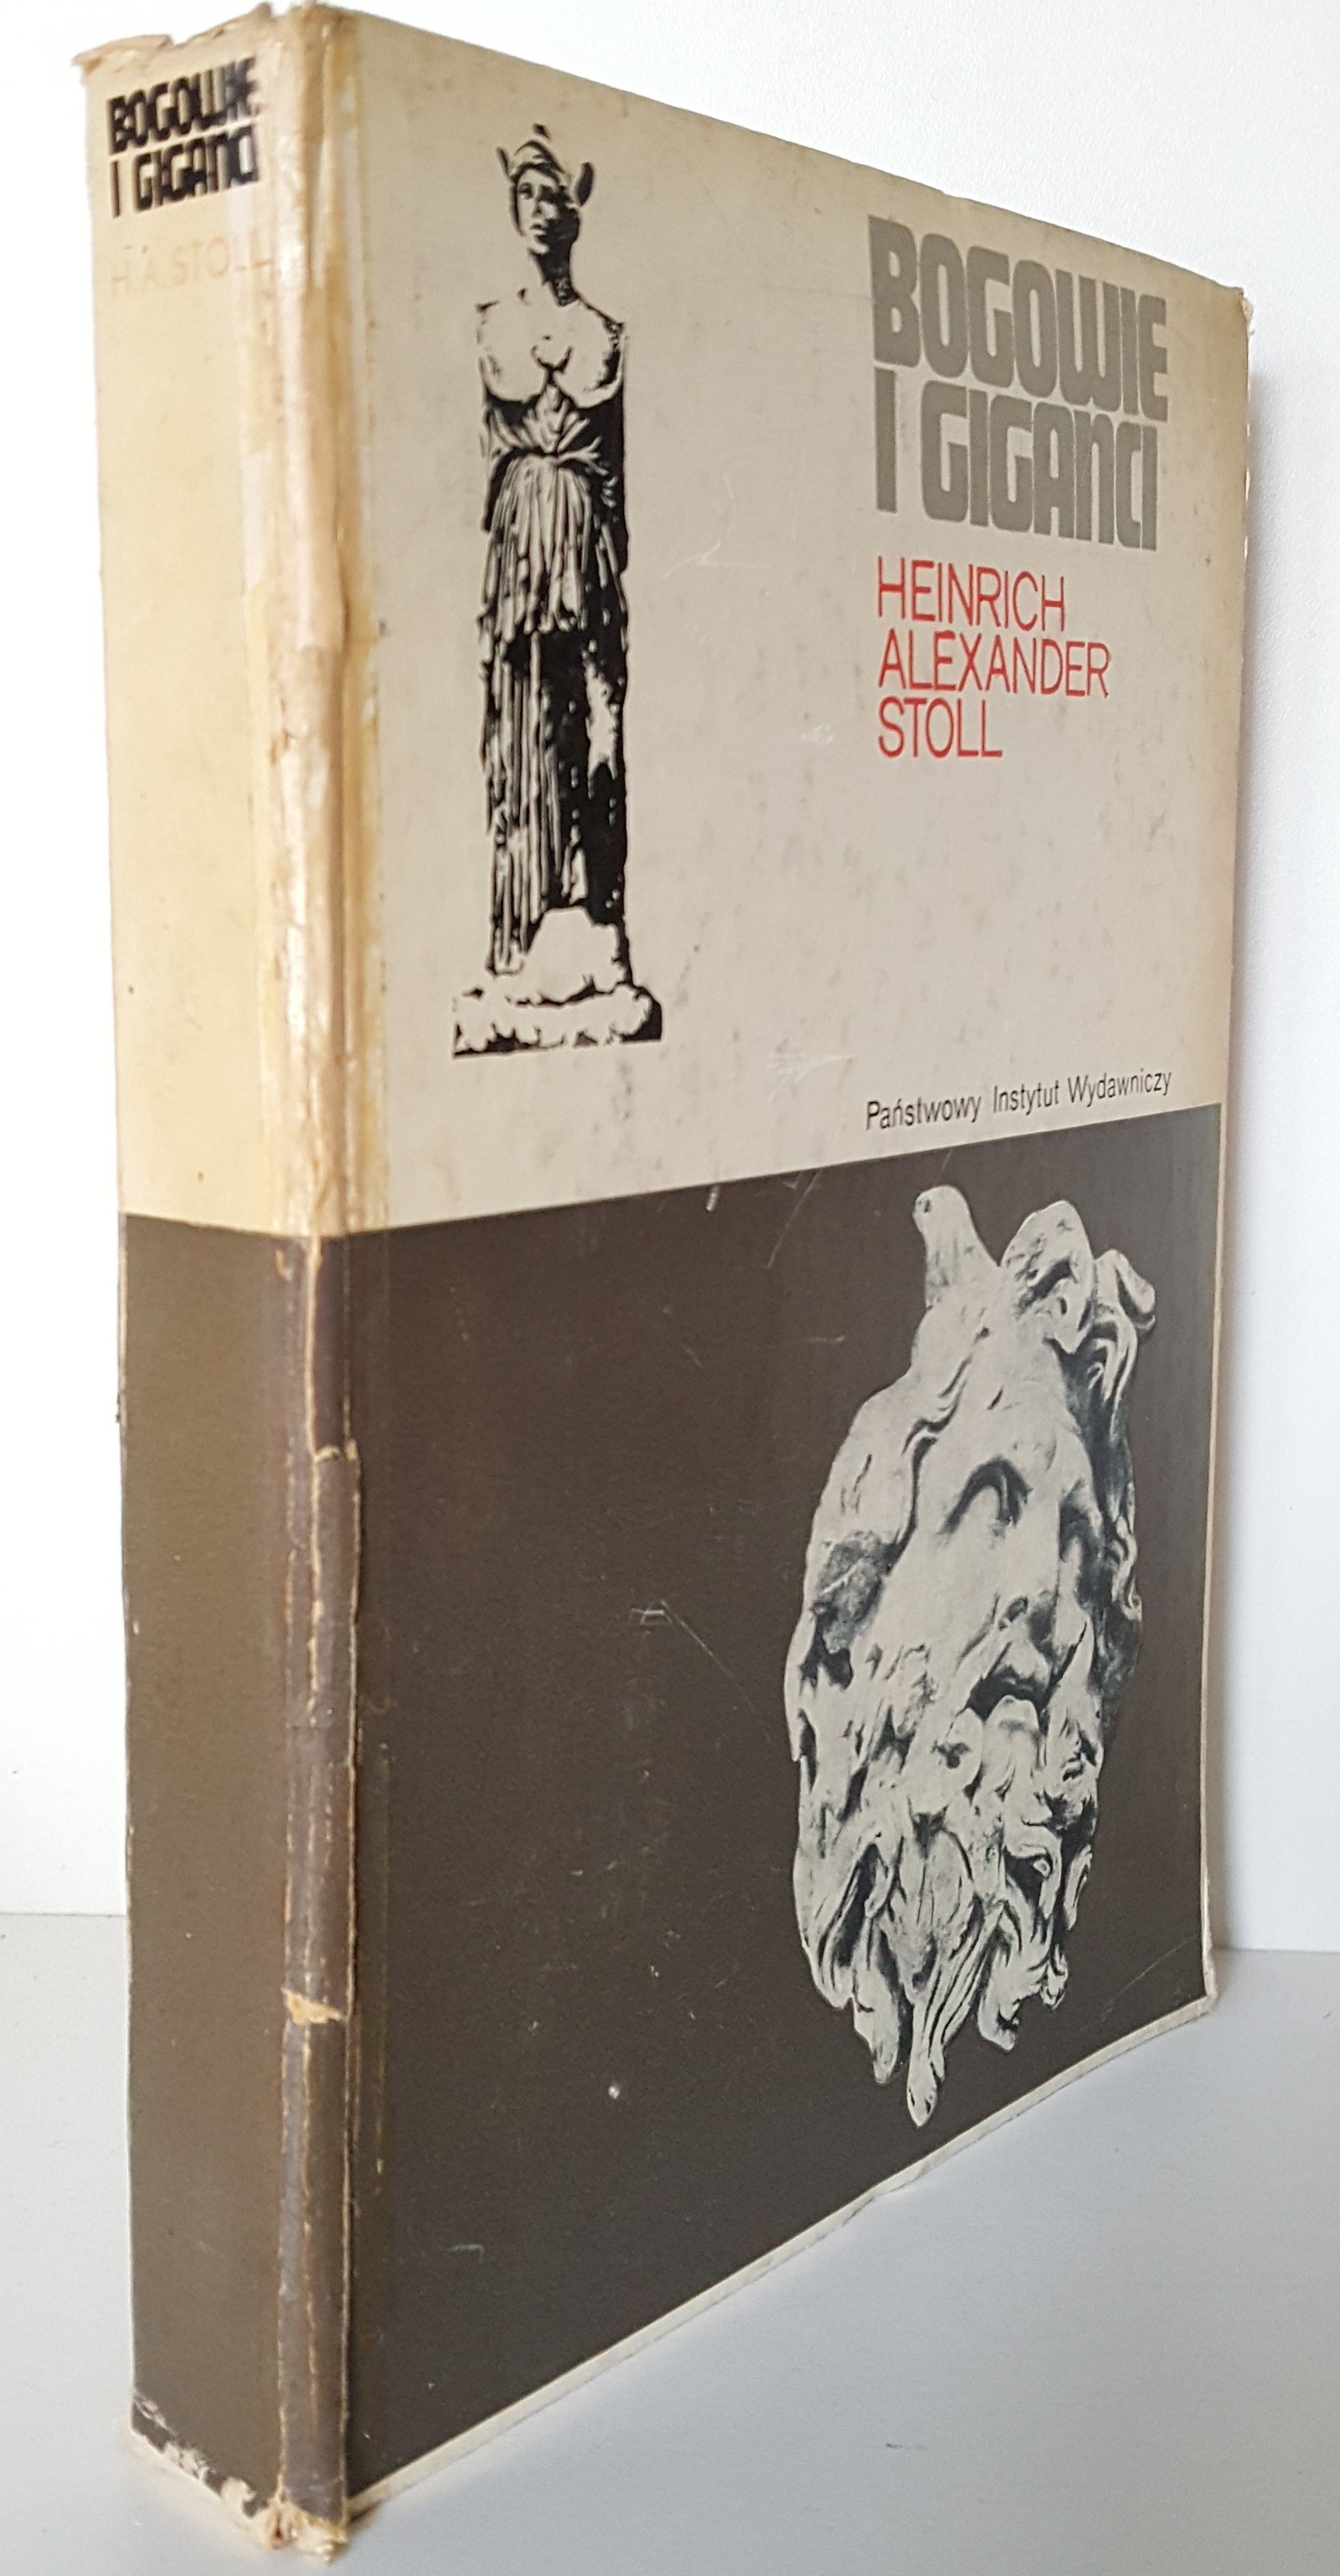 BOGOWIE
I GIGANCI
H.A. STOLL
BOGOWIE
I GIGANCI
HEINRICH
ALEXANDER
STOLL
Państwowy Instytut Wydawniczy